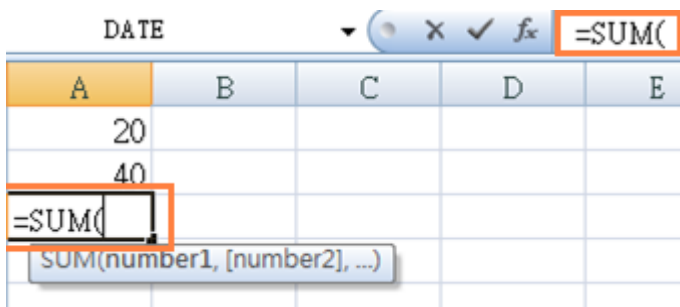 DATE fx =SUM(
A B C D E
20
40
=SUM(
SUM(number1, [number2], ...)